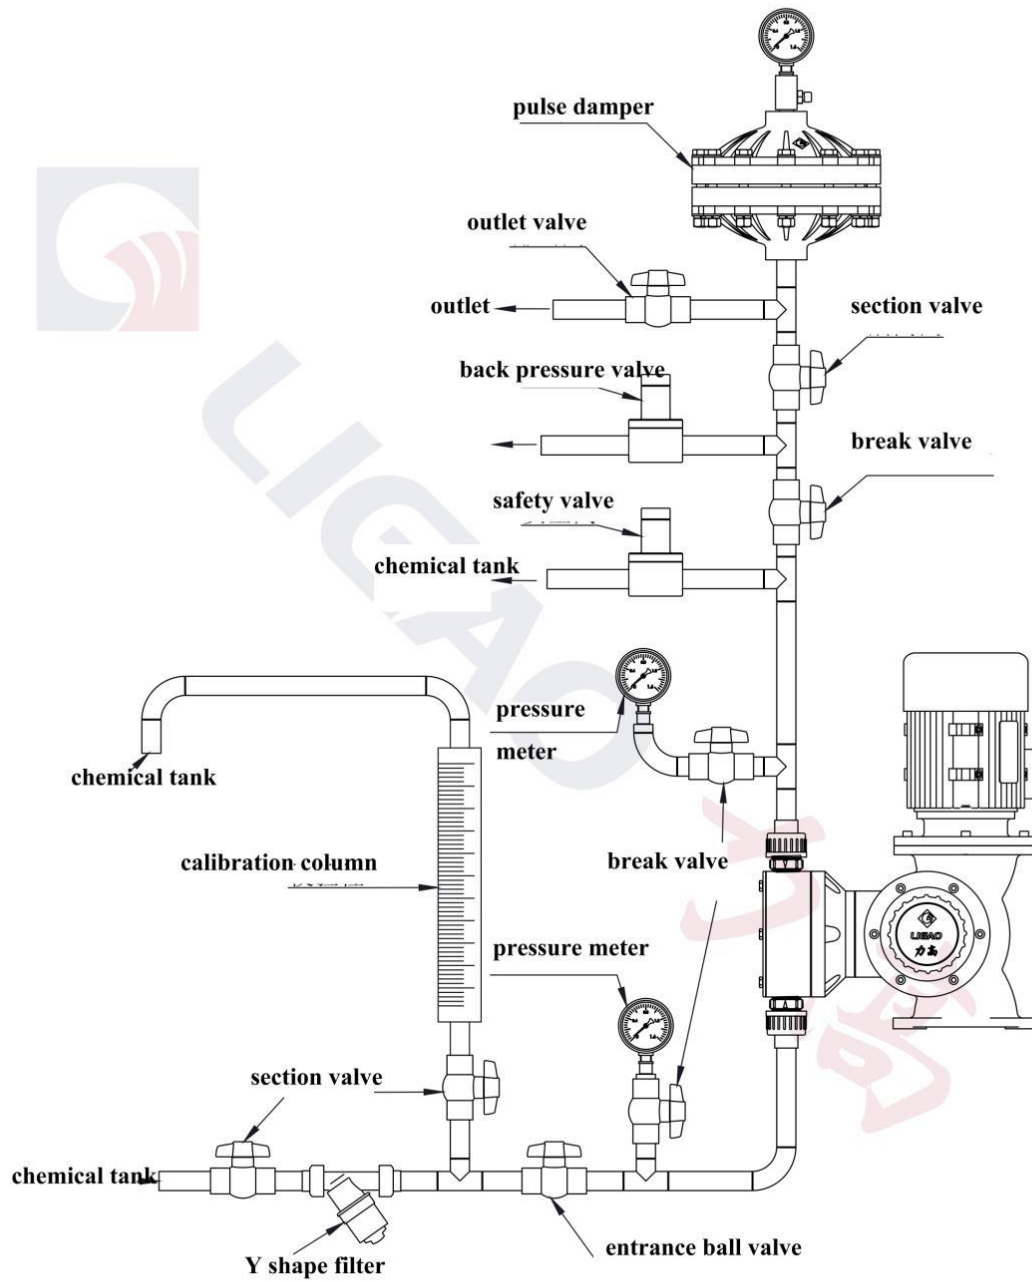 pulse damper
outlet valve
outlet
section valve
back pressure valve
break valve
safety valve
chemical tank
pressure
meter
chemical tank
calibration column
break valve
LIGAO
力高
pressure meter
section valve
chemical tank
entrance ball valve
Y shape filter
LIGAO 力高